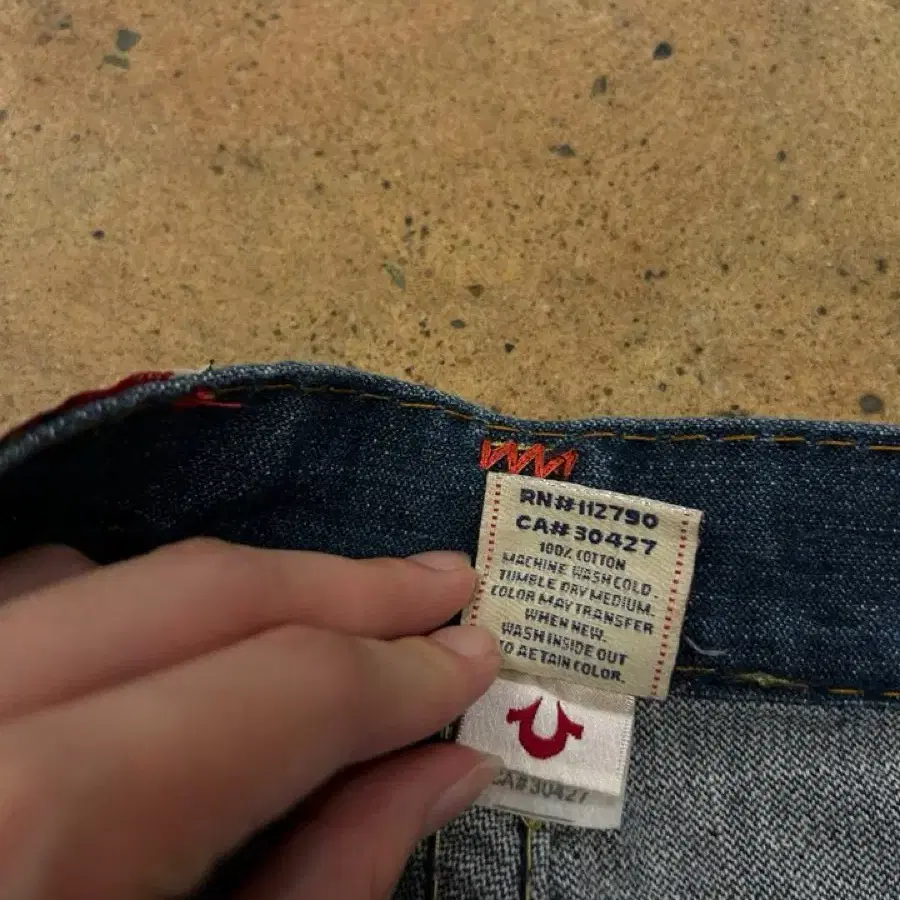 RN#112790
CA#30427
100% COTTON
MACHINE WASH COLD.
TUMBLE DRY MEDIUM.
COLOR MAY TRANSFER
WHEN NEW.
WASH INSIDE OUT
TO RETAIN COLOR.
CA#30427